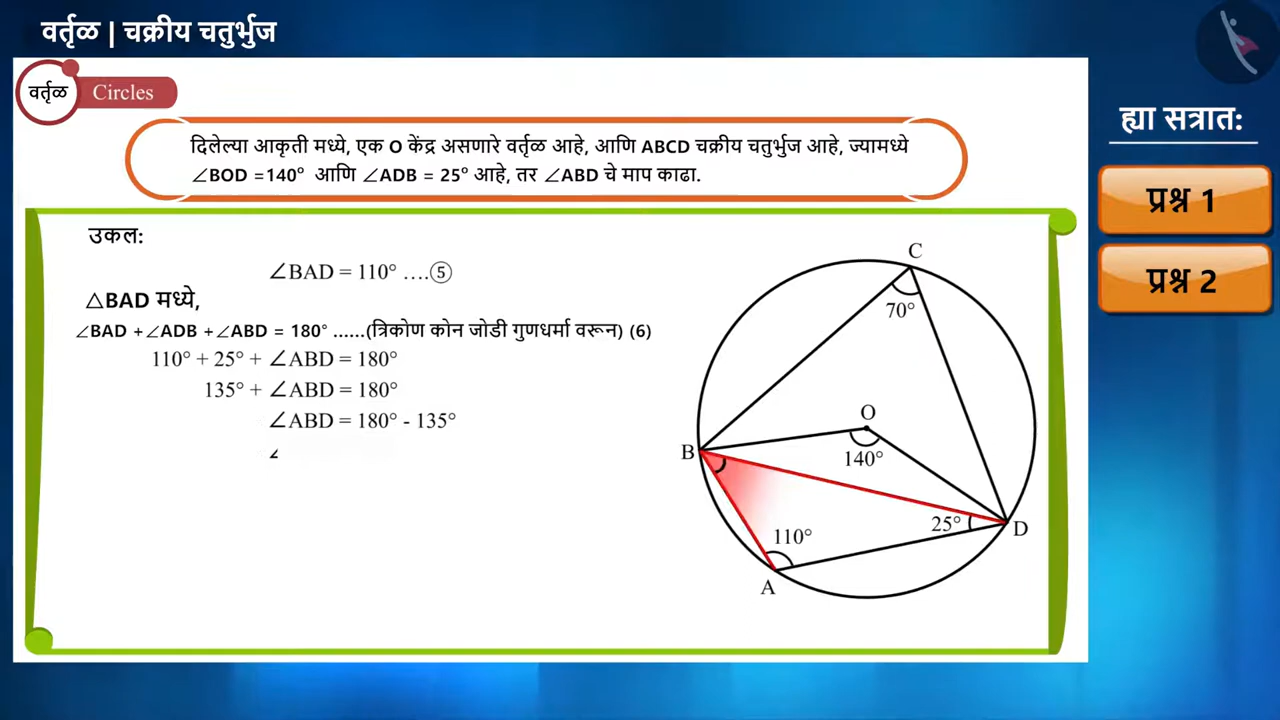 वर्तृळ | चक्रीय चतुर्भुज
वर्तृळ Circles
दिलेल्या आकृती मध्ये, एक O केंद्र असणारे वर्तृळ आहे, आणि ABCD चक्रीय चतुर्भुज आहे, ज्यामध्ये
∠BOD =140° आणि ∠ADB = 25° आहे, तर ∠ABD चे माप काढा.
उकल:
∠BAD = 110° ....⑤
△BAD मध्ये,
∠BAD +∠ADB +∠ABD = 180° ......(त्रिकोण कोन जोडी गुणधर्मा वरून) (6)
110° + 25° + ∠ABD = 180°
135° + ∠ABD = 180°
∠ABD = 180° - 135°
∠
C
70°
O
140°
B
25°
D
110°
A
ह्या सत्रात:
प्रश्न 1
प्रश्न 2